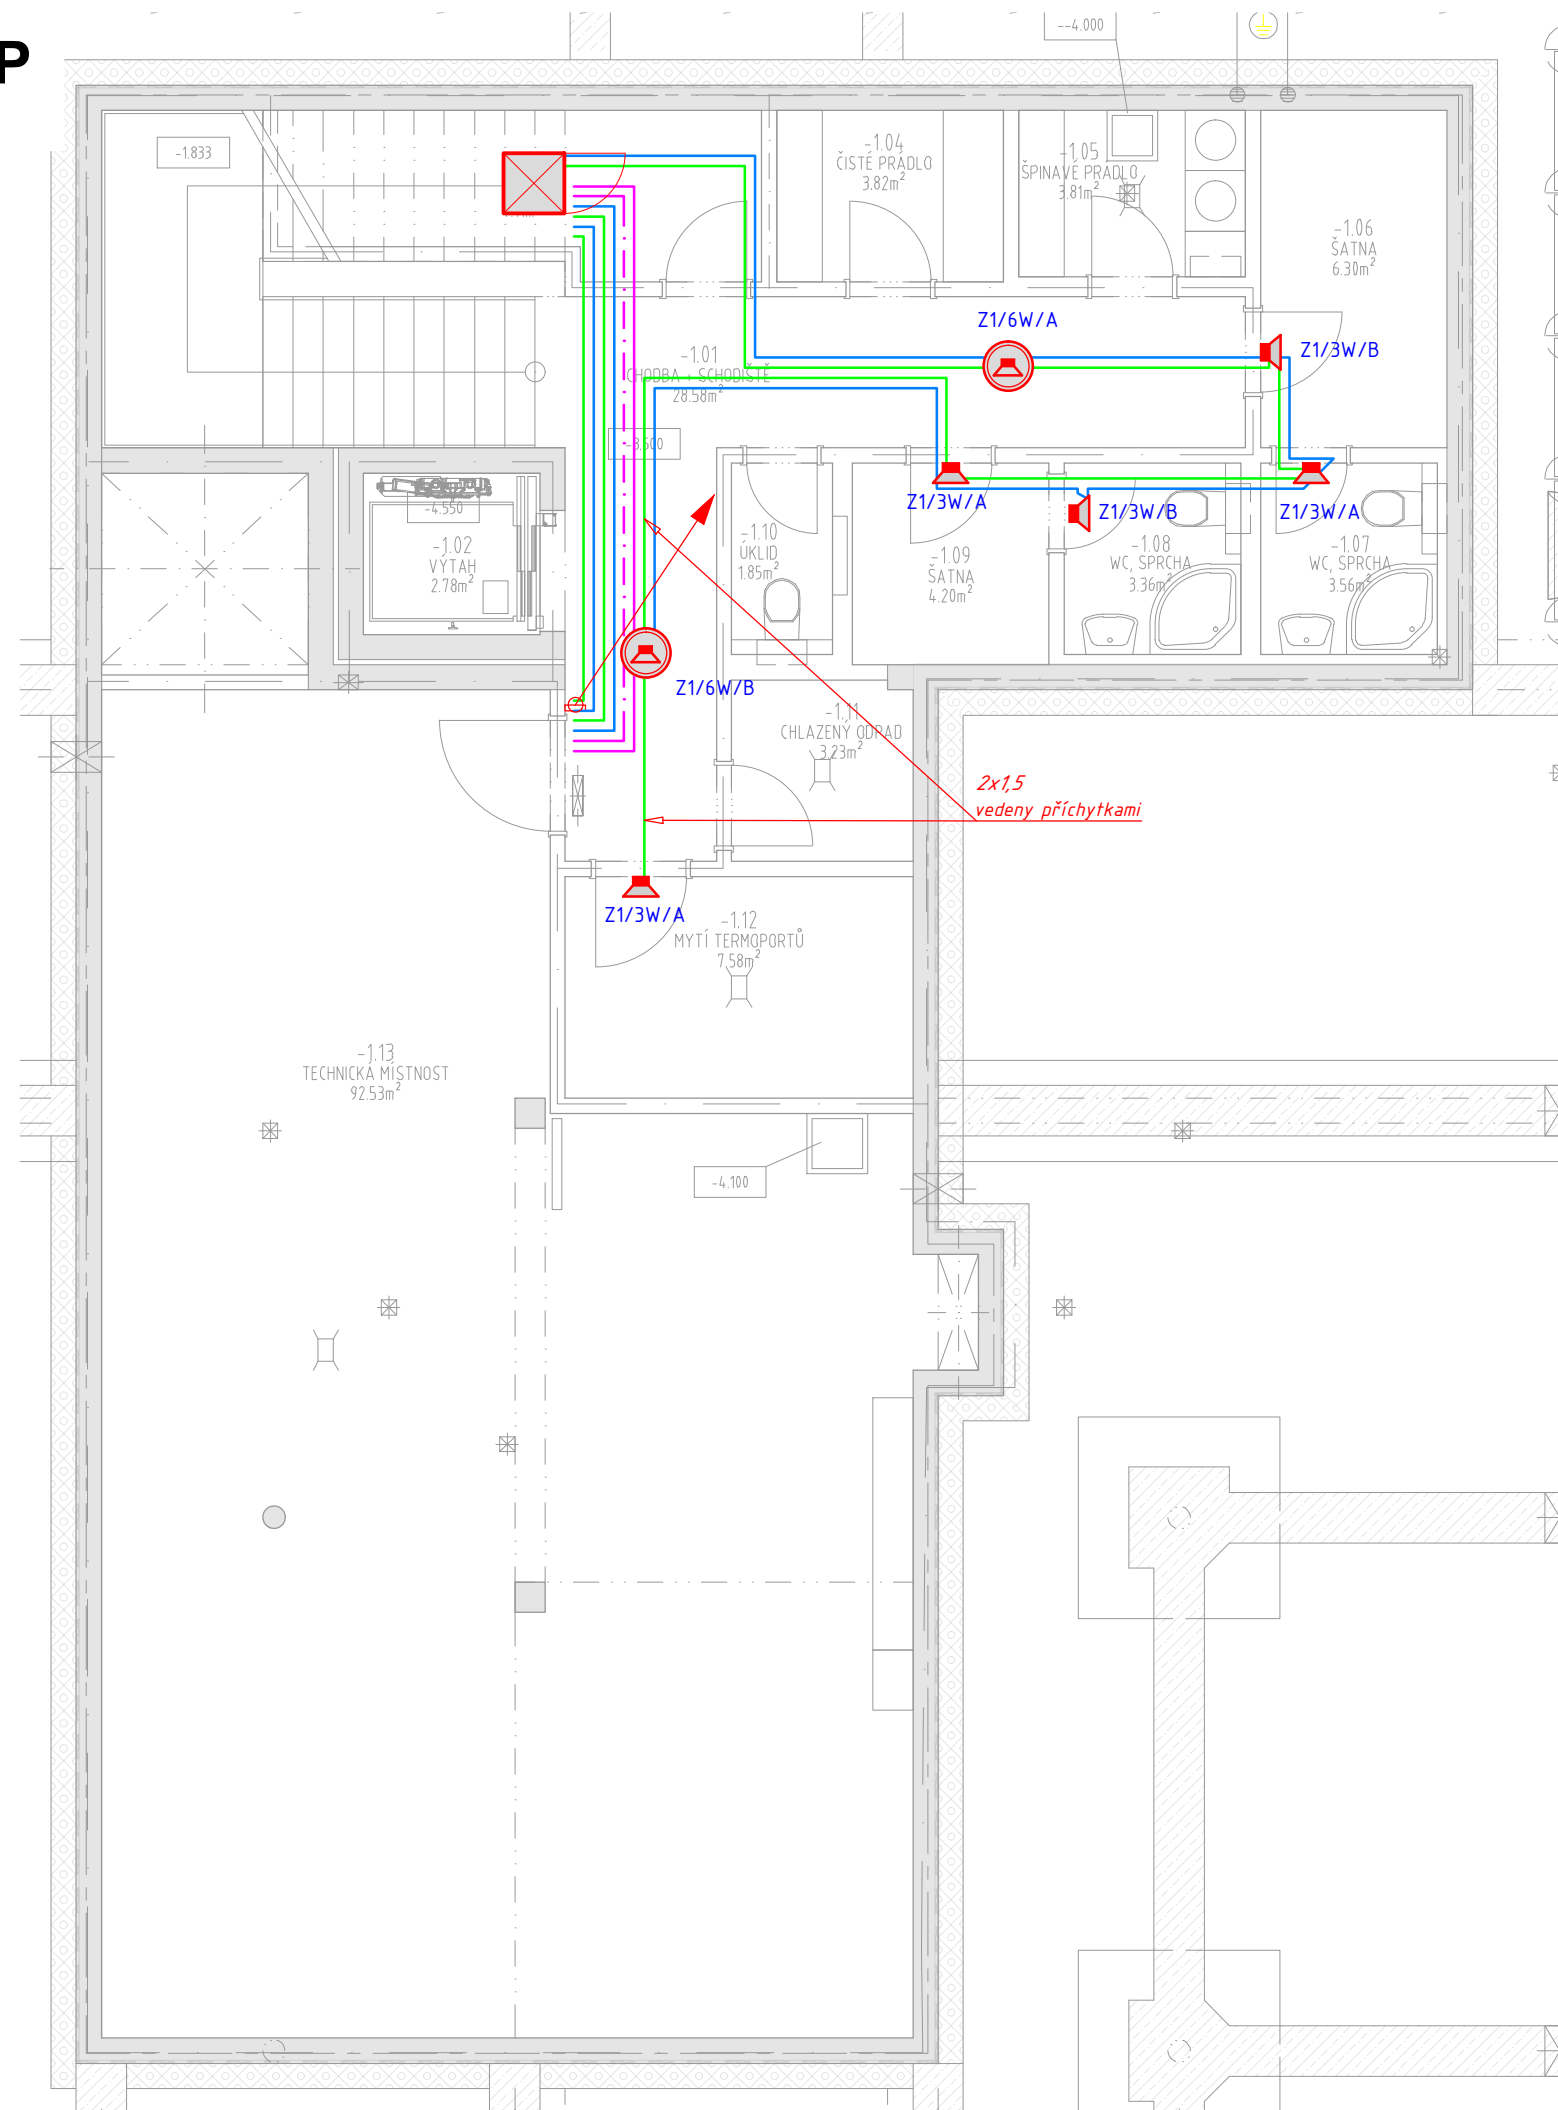 P
--4.000
-1.833
-1.04
ČISTÉ PRÁDLO
3.82m²
-1.05
ŠPINAVÉ PRÁDLO
3.81m²
-1.06
ŠATNA
6.30m²
Z1/6W/A
Z1/3W/B
-1.01
CHODBA + SCHODIŠTĚ
28.58m²
-3.500
Z1/3W/A
Z1/3W/B
Z1/3W/A
-4.550
-1.02
VÝTAH
2.78m²
-1.10
ÚKLID
1.85m²
-1.09
ŠATNA
4.20m²
-1.08
WC, SPRCHA
3.36m²
-1.07
WC, SPRCHA
3.56m²
Z1/6W/B
-1.11
CHLAZENÝ ODPAD
3.23m²
2x1,5
vedeny příchytkami
Z1/3W/A
-1.12
MYTÍ TERMOPORTŮ
7.58m²
-1.13
TECHNICKÁ MÍSTNOST
92.53m²
-4.100